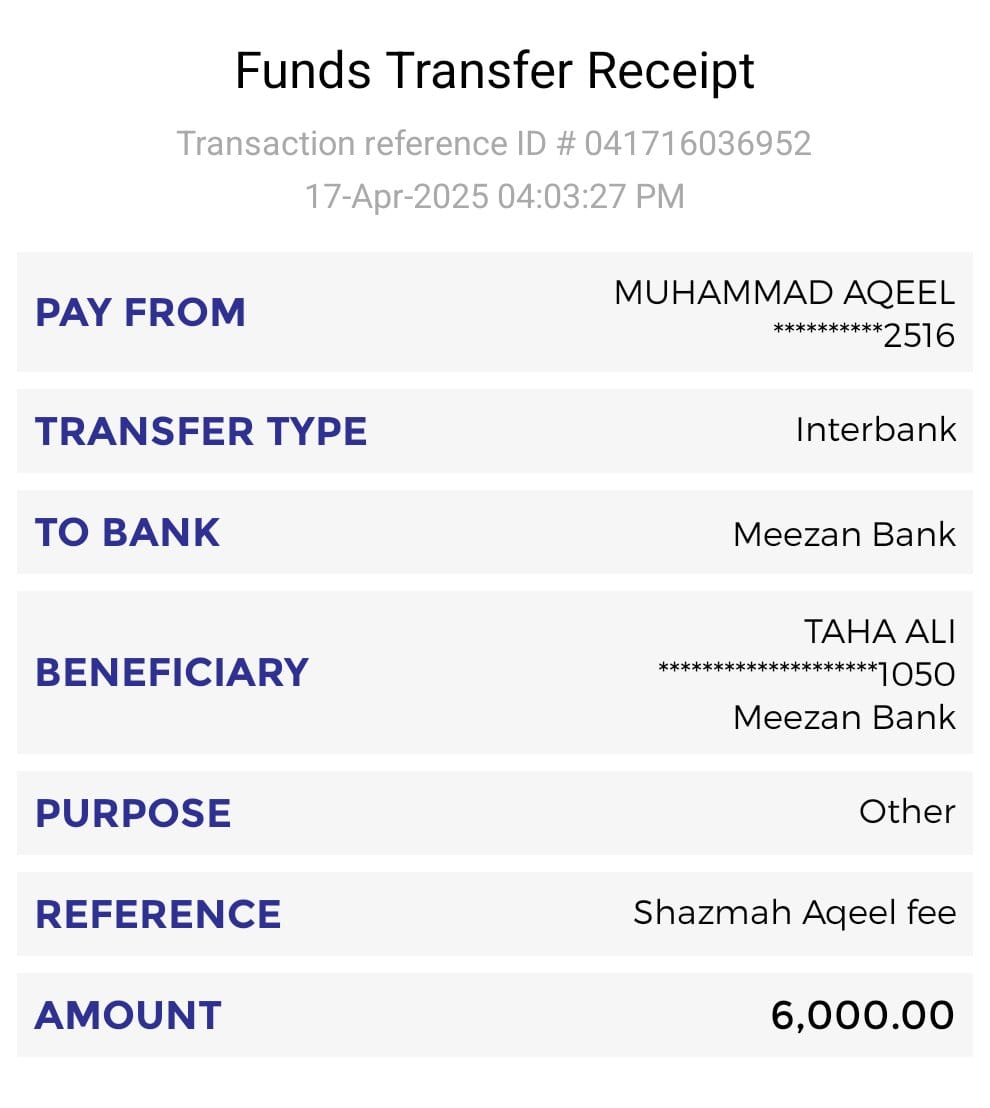 Funds Transfer Receipt
Transaction reference ID # 041716036952
17-Apr-2025 04:03:27 PM
PAY FROM
MUHAMMAD AQEEL
**********2516
TRANSFER TYPE
Interbank
TO BANK
Meezan Bank
BENEFICIARY
TAHA ALI
********************1050
Meezan Bank
PURPOSE
Other
REFERENCE
Shazmah Aqeel fee
AMOUNT
6,000.00